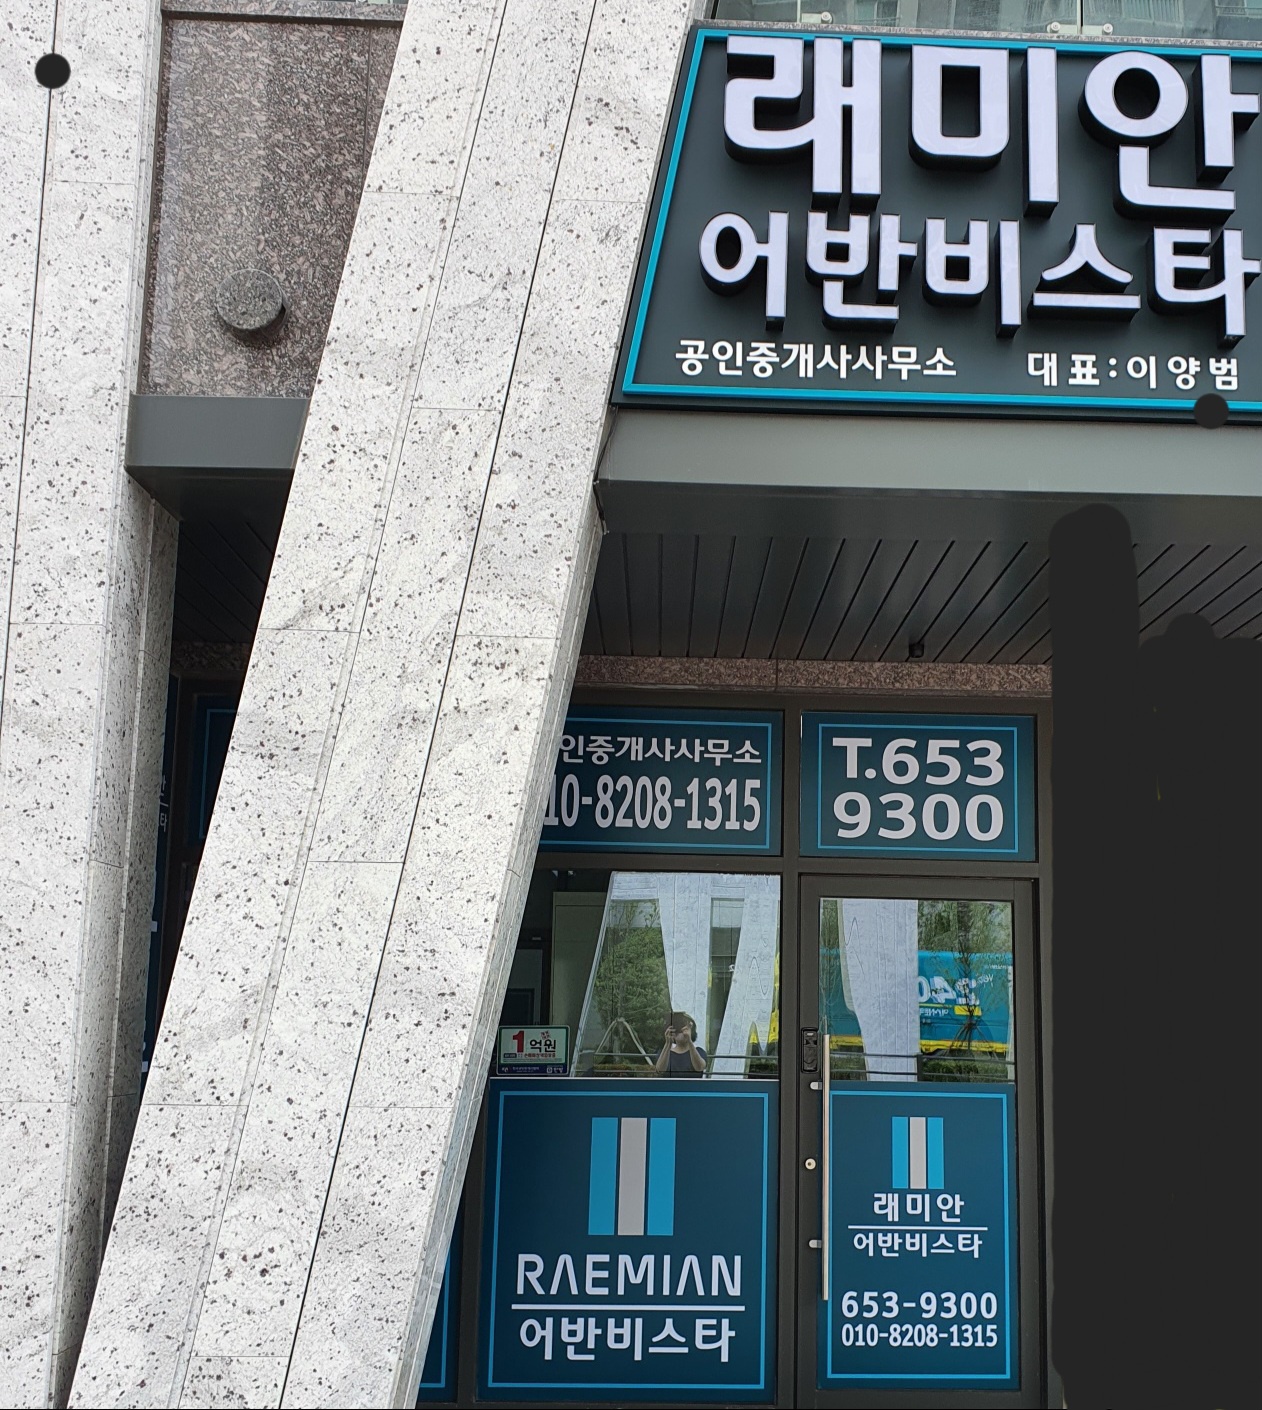 래미안
어반비스타
공인중개사사무소 대표:이양범
인중개사사무소
10-8208-1315
T.653
9300
1억원
RAEMIAN
어반비스타
래미안
어반비스타
653-9300
010-8208-1315